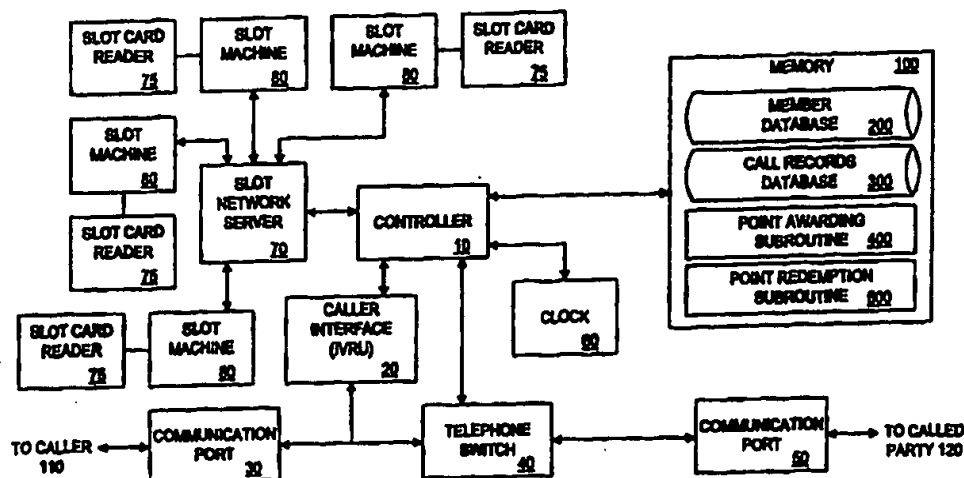 SLOT CARD
READER
75
SLOT
MACHINE
80
SLOT
MACHINE
80
SLOT CARD
READER
75
MEMORY 100
MEMBER
DATABASE 200
CALL RECORDS
DATABASE 300
POINT AWARDING
SUBROUTINE 400
POINT REDEMPTION
SUBROUTINE 600
SLOT
MACHINE
80
SLOT CARD
READER
75
SLOT
NETWORK
SERVER
70
CONTROLLER
10
CALLER
INTERFACE
(IVRU)
20
CLOCK
60
SLOT CARD
READER
75
SLOT
MACHINE
80
TO CALLER
110
COMMUNICATION
PORT
30
TELEPHONE
SWITCH
40
COMMUNICATION
PORT
50
TO CALLED
PARTY 120